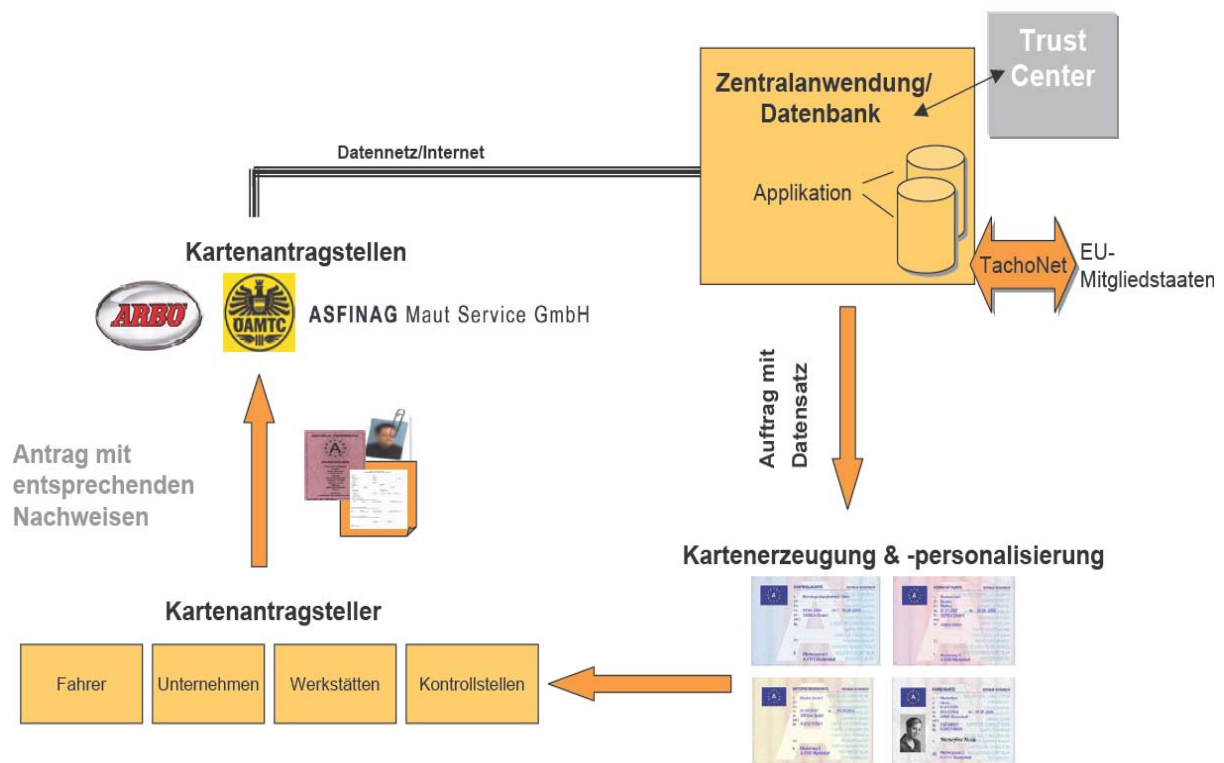 Trust
Center
Zentralanwendung/
Datenbank
Datennetz/Internet
Applikation
Kartenantragstellen
TachoNet
EU-
Mitgliedstaaten
ARBÖ
ÖAMTC
ASFINAG Maut Service GmbH
Auftrag mit
Datensatz
Antrag mit
entsprechenden
Nachweisen
Kartenerzeugung & -personalisierung
Kartenantragsteller
Fahrer
Unternehmen
Werkstätten
Kontrollstellen